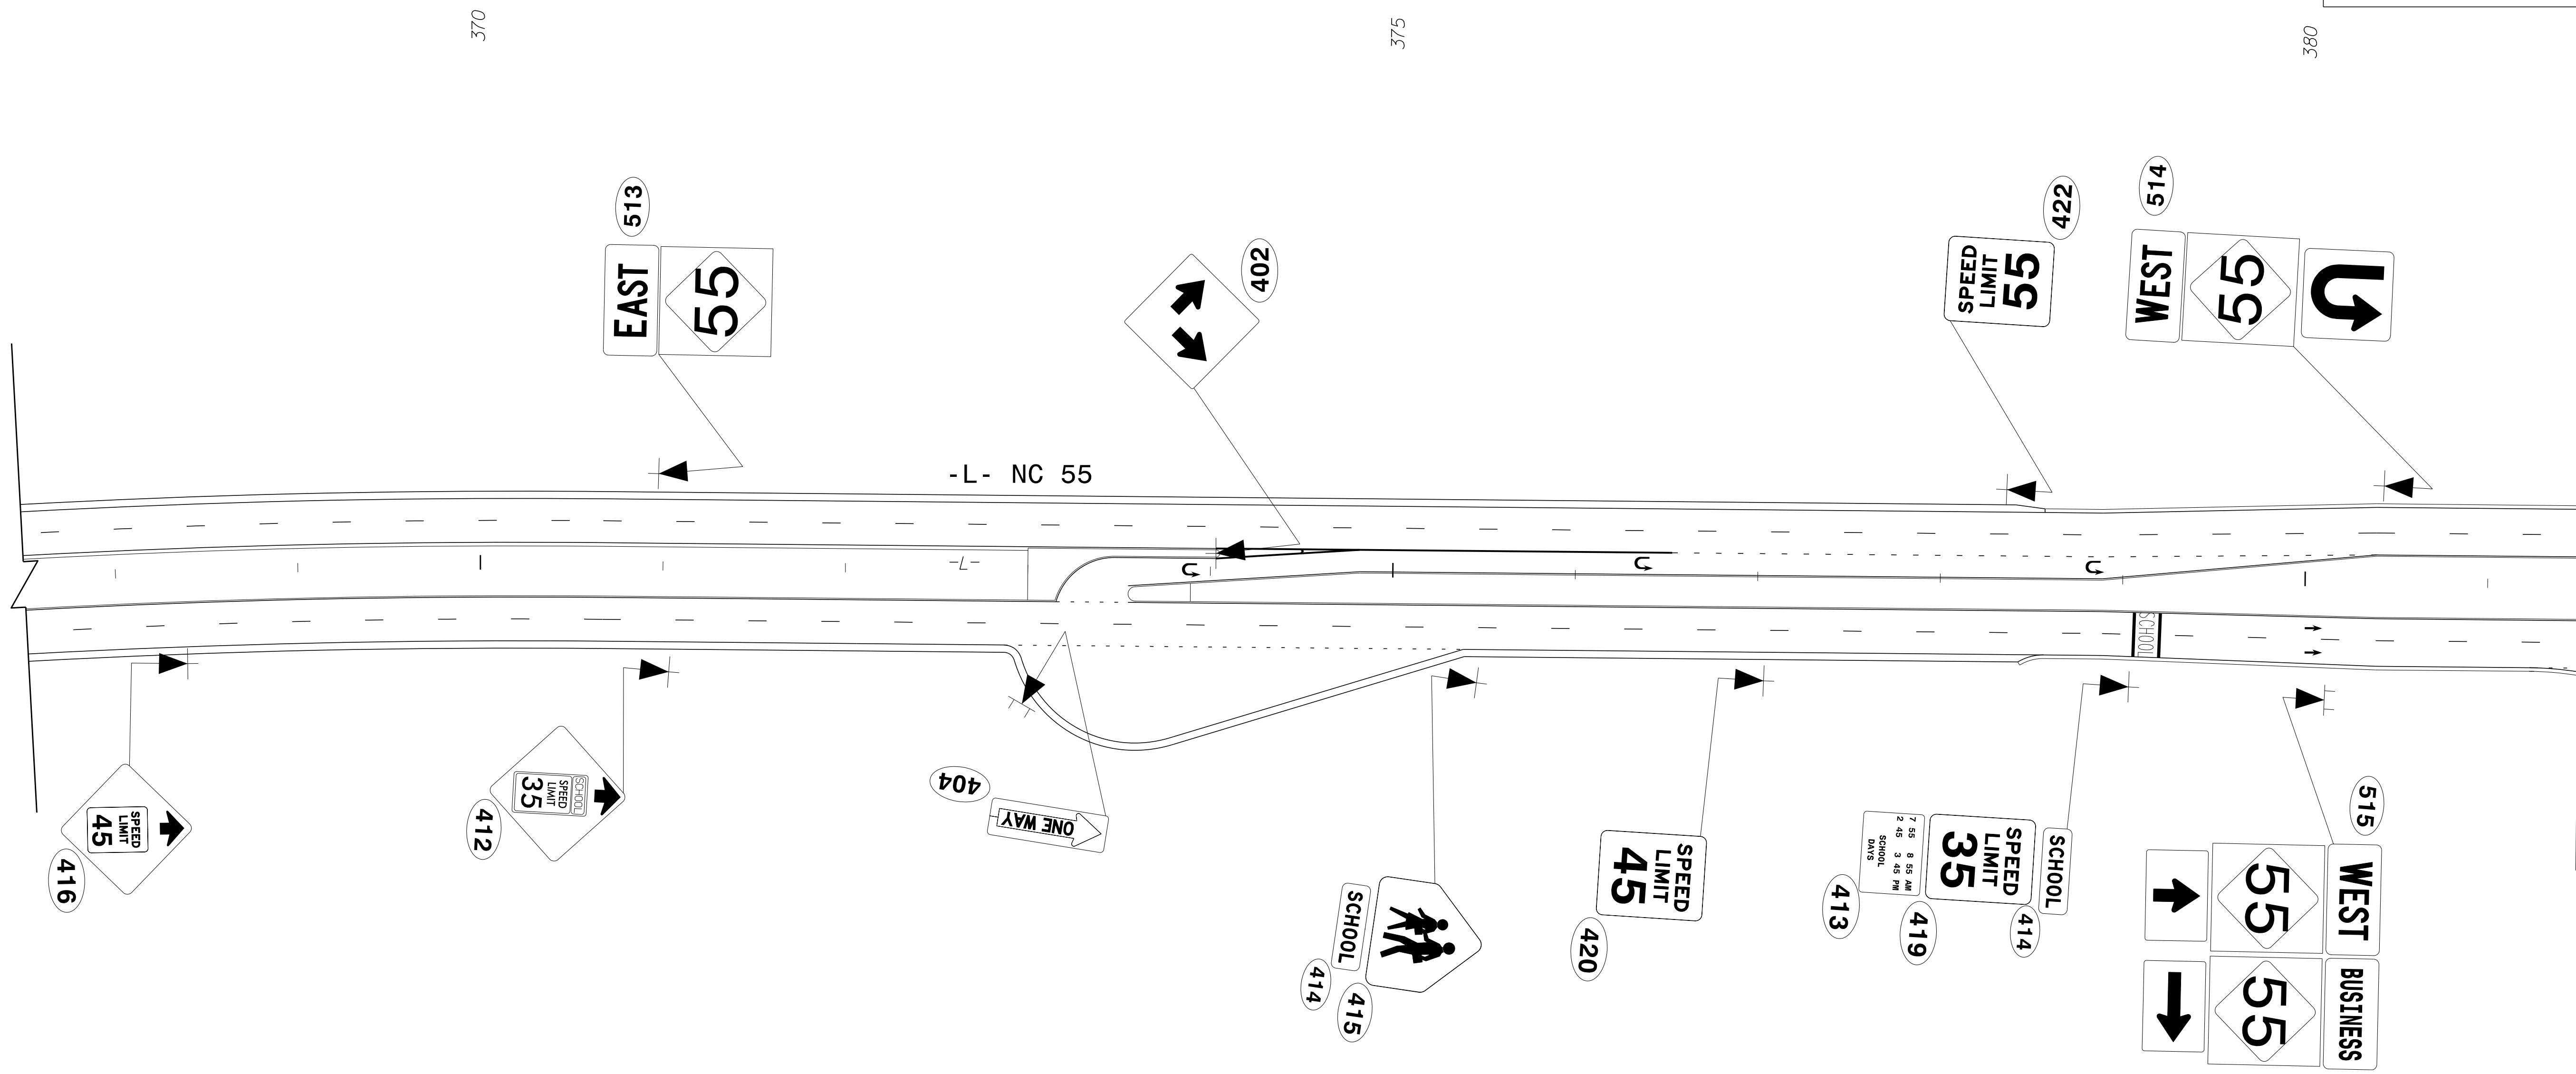 370
375
380
513
EAST
55
402
SPEED
LIMIT
55
422
514
WEST
55
-L- NC 55
-L-
SCHOOL
SPEED
LIMIT
45
416
SCHOOL
SPEED
LIMIT
35
412
404
ONE WAY
SCHOOL
414
415
SPEED
LIMIT
45
420
SCHOOL
SPEED
LIMIT
35
7 55 8 55 AM
2 45 3 45 PM
SCHOOL
DAYS
413
419
414
515
WEST
55
BUSINESS
55